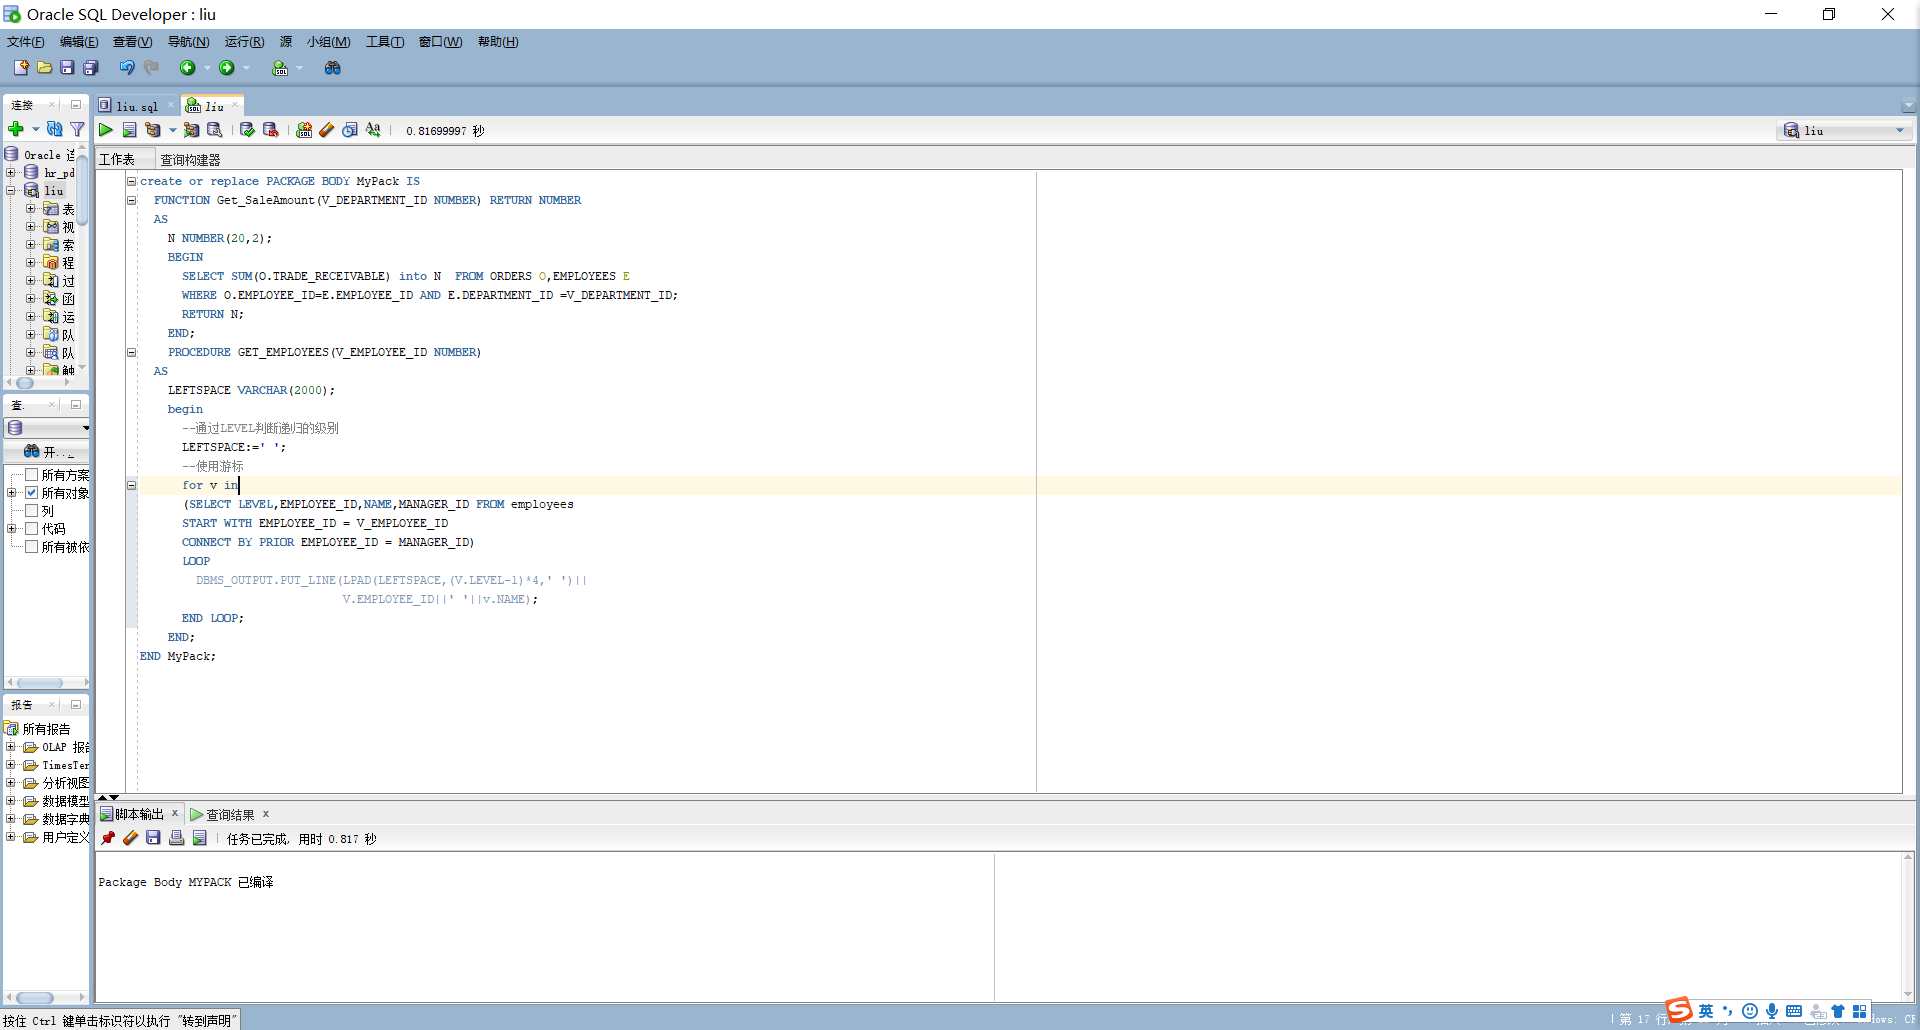 Oracle SQL Developer : liu
文件(F) 编辑(E) 查看(V) 导航(N) 运行(R) 源 小组(M) 工具(T) 窗口(W) 帮助(H)
连接
liu.sql
liu
SQL
0.81699997 秒
liu
Oracle
hr_pd
liu
表
视
索
程
过
函
运
队
队
触
工作表 查询构建器
create or replace PACKAGE BODY MyPack IS
FUNCTION Get_SaleAmount(V_DEPARTMENT_ID NUMBER) RETURN NUMBER
AS
N NUMBER(20,2);
BEGIN
SELECT SUM(O.TRADE_RECEIVABLE) into N  FROM ORDERS O,EMPLOYEES E
WHERE O.EMPLOYEE_ID=E.EMPLOYEE_ID AND E.DEPARTMENT_ID =V_DEPARTMENT_ID;
RETURN N;
END;
PROCEDURE GET_EMPLOYEES(V_EMPLOYEE_ID NUMBER)
AS
LEFTSPACE VARCHAR(2000);
begin
--通过LEVEL判断递归的级别
LEFTSPACE:=' ';
--使用游标
for v in
(SELECT LEVEL,EMPLOYEE_ID,NAME,MANAGER_ID FROM employees
START WITH EMPLOYEE_ID = V_EMPLOYEE_ID
CONNECT BY PRIOR EMPLOYEE_ID = MANAGER_ID)
LOOP
DBMS_OUTPUT.PUT_LINE(LPAD(LEFTSPACE,(V.LEVEL-1)*4,' ')||
V.EMPLOYEE_ID||' '||v.NAME);
END LOOP;
END;
END MyPack;
查.
开...
所有方案
所有对象
列
代码
所有被依
报告
所有报告
OLAP 报告
TimesTen
分析视图
数据模型
数据字典
用户定义
脚本输出 x 查询结果 x
任务已完成, 用时 0.817 秒
Package Body MYPACK 已编译
按住 Ctrl 键单击标识符以执行 "转到声明"
第 17 行
英